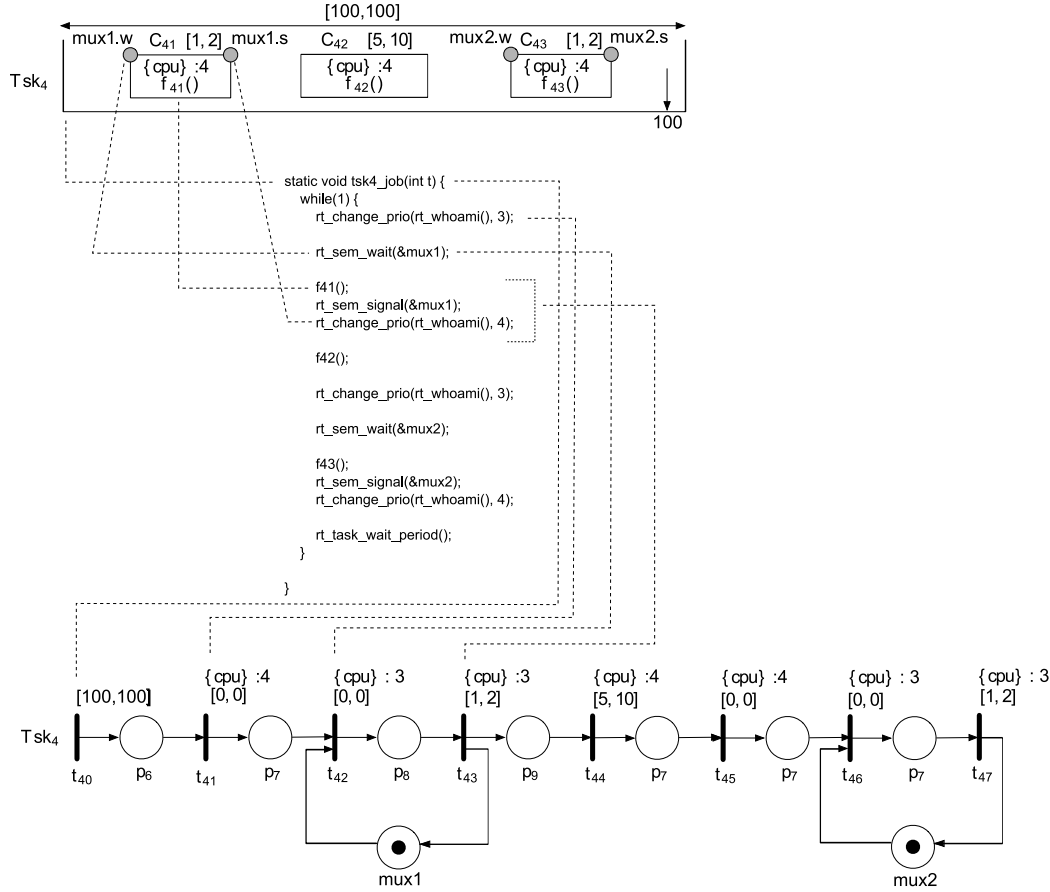 [100,100]
mux1.w C41 [1, 2] mux1.s C42 [5, 10] mux2.w C43 [1, 2] mux2.s
{cpu} :4 {cpu} :4 {cpu} :4
Tsk4 f41() f42() f43()
100
static void tsk4_job(int t) {
while(1) {
rt_change_prio(rt_whoami(), 3);
rt_sem_wait(&mux1);
f41();
rt_sem_signal(&mux1);
rt_change_prio(rt_whoami(), 4);
f42();
rt_change_prio(rt_whoami(), 3);
rt_sem_wait(&mux2);
f43();
rt_sem_signal(&mux2);
rt_change_prio(rt_whoami(), 4);
rt_task_wait_period();
}
}
{cpu} :4 {cpu} : 3 {cpu} :3 {cpu} :4 {cpu} :4 {cpu} : 3 {cpu} : 3
[100,100] [0, 0] [0, 0] [1, 2] [5, 10] [0, 0] [0, 0] [1, 2]
Tsk4
t40 p6 t41 p7 t42 p8 t43 p9 t44 p7 t45 p7 t46 p7 t47
mux1 mux2